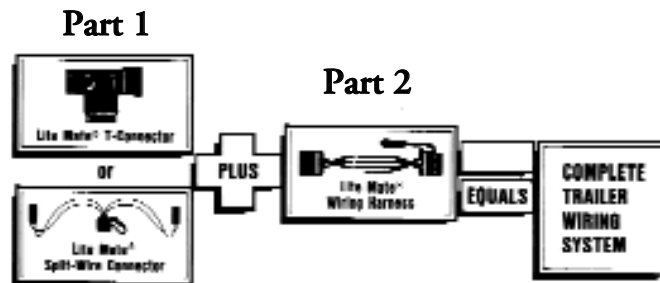 Part 1
Lite Mate® T-Connector
or
Lite Mate®
Split-Wire Connector
PLUS
Part 2
Lite Mate®
Wiring Harness
EQUALS
COMPLETE
TRAILER
WIRING
SYSTEM